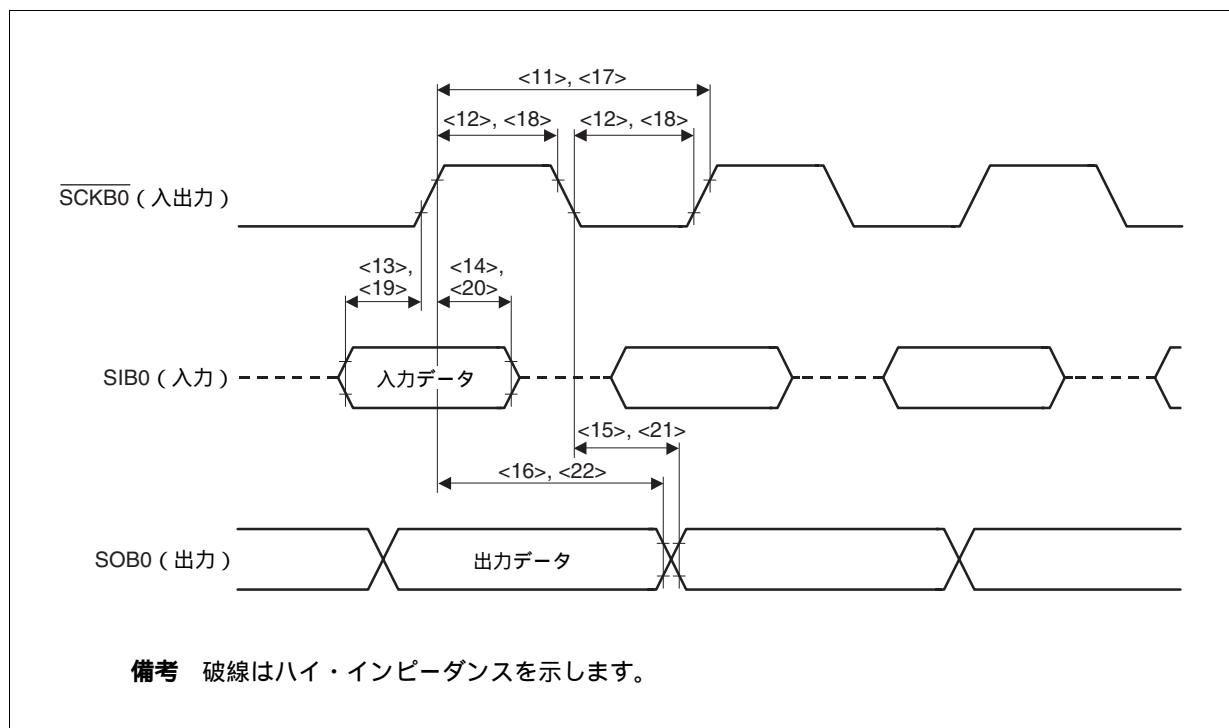 <11>, <17>
<12>, <18>
<12>, <18>
SCKB0（入出力）
<13>,
<19>
<14>,
<20>
SIB0（入力）
入力データ
<15>, <21>
<16>, <22>
SOB0（出力）
出力データ
備考 破線はハイ・インピーダンスを示します。